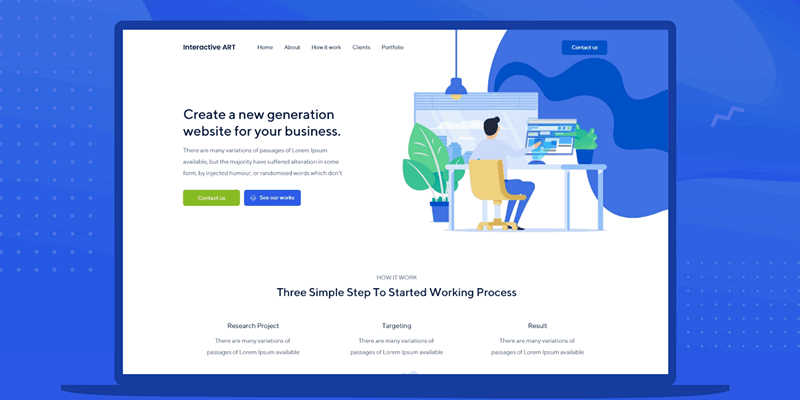 Interactive ART Home About How it work Clients Portfolio Contact us
Create a new generation
website for your business.
There are many variations of passages of Lorem Ipsum
available, but the majority have suffered alteration in some
form, by injected humour, or randomised words which don't
Contact us See our works
HOW IT WORK
Three Simple Step To Started Working Process
Research Project Targeting Result
There are many variations of There are many variations of There are many variations of
passages of Lorem Ipsum available passages of Lorem Ipsum available passages of Lorem Ipsum available